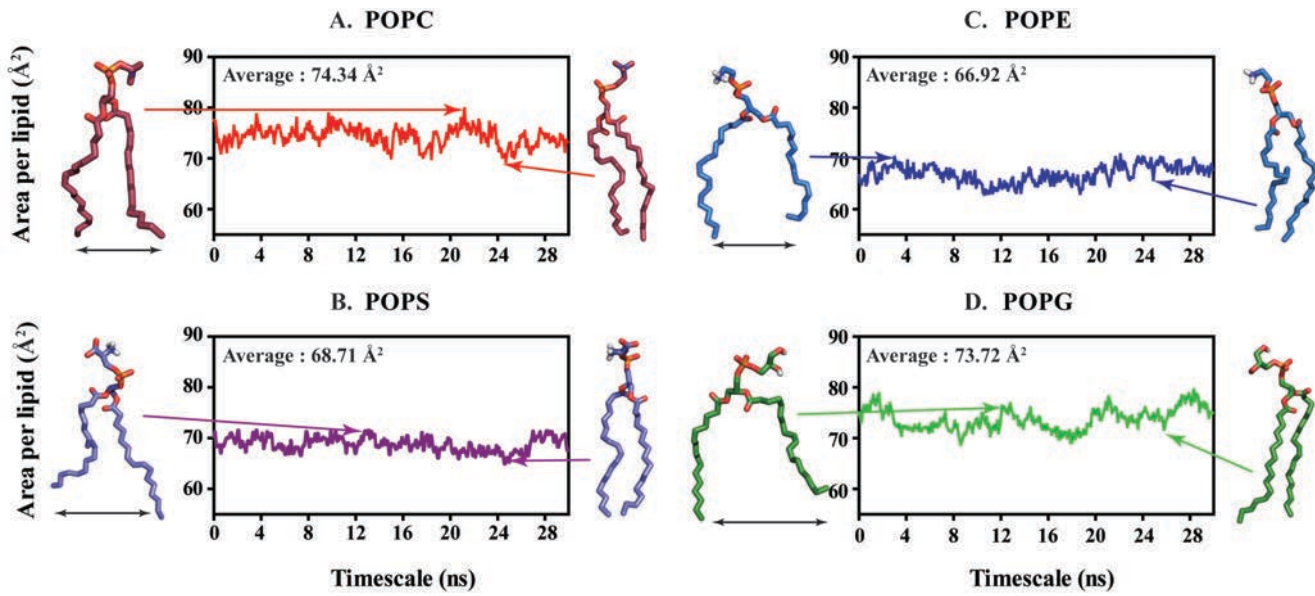 A. POPC
Area per lipid (Å²)
90
80
70
60
Average : 74.34 Å²
0 4 8 12 16 20 24 28
C. POPE
90
80
70
60
Average : 66.92 Å²
0 4 8 12 16 20 24 28
B. POPS
Area per lipid (Å²)
90
80
70
60
Average : 68.71 Å²
0 4 8 12 16 20 24 28
Timescale (ns)
D. POPG
90
80
70
60
Average : 73.72 Å²
0 4 8 12 16 20 24 28
Timescale (ns)